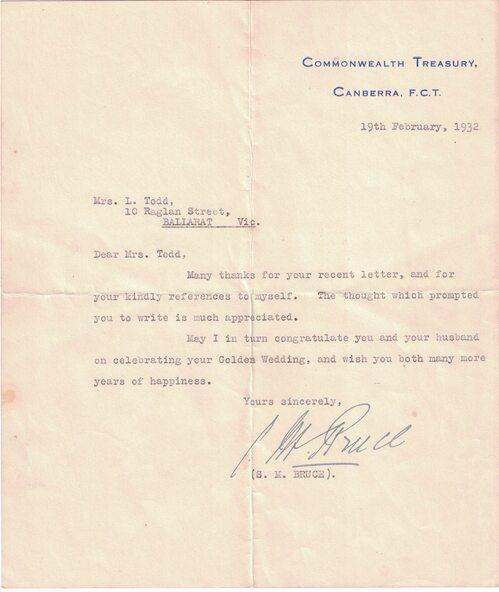 COMMONWEALTH TREASURY,
CANBERRA, F.C.T.
19th February, 1932
Mrs. L. Todd,
10 Raglan Street,
BALLARAT Vic.
Dear Mrs. Todd,
Many thanks for your recent letter, and for
your kindly references to myself. The thought which prompted
you to write is much appreciated.
May I in turn congratulate you and your husband
on celebrating your Golden Wedding, and wish you both many more
years of happiness.
Yours sincerely,
S. M. Bruce
(S. M. BRUCE).